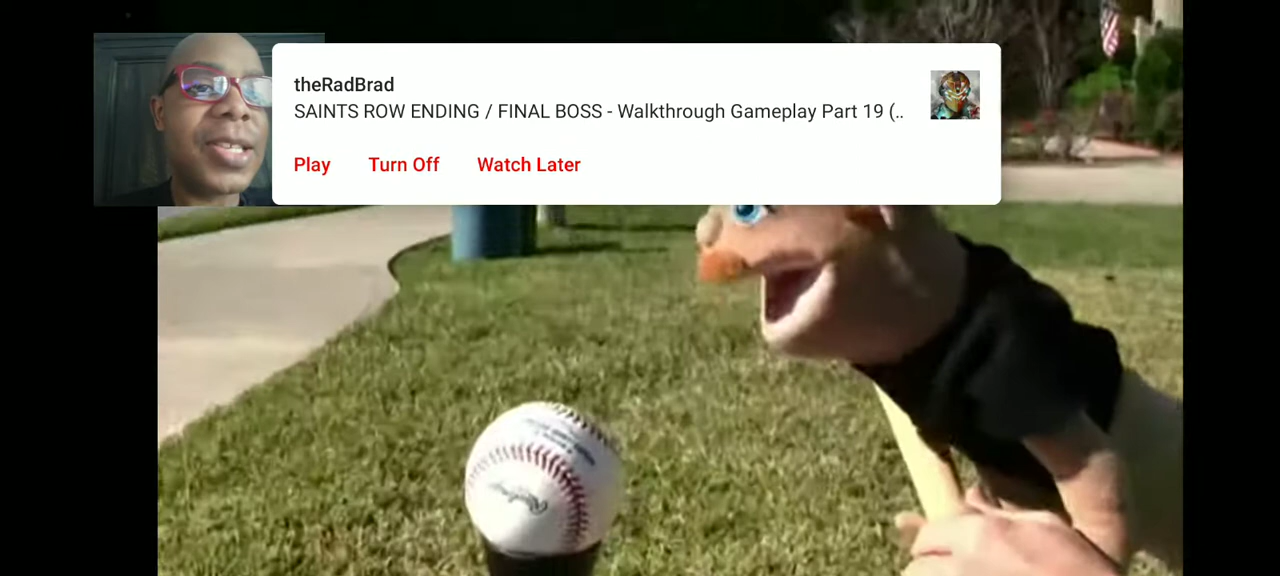 theRadBrad
SAINTS ROW ENDING / FINAL BOSS - Walkthrough Gameplay Part 19 (..
Play Turn Off Watch Later